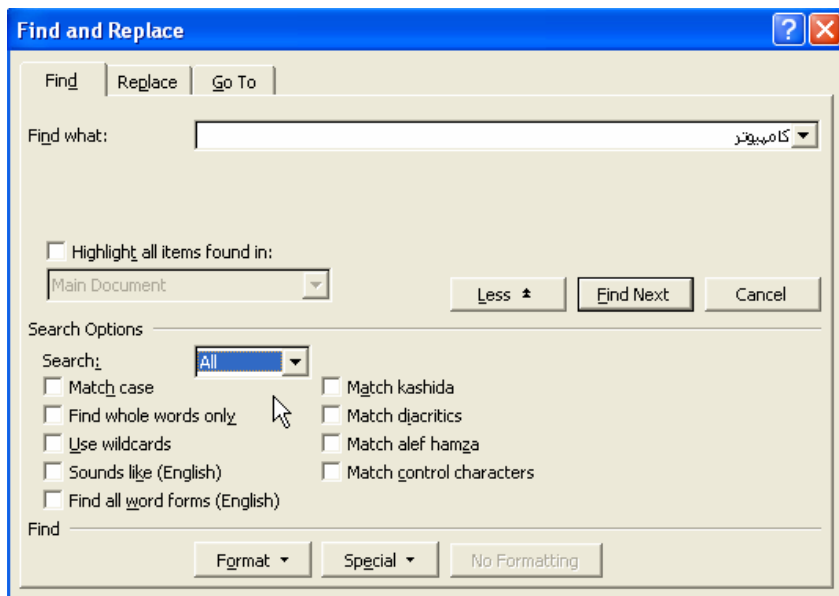 Find and Replace
Find Replace Go To
Find what: کامپیوتر
Highlight all items found in:
Main Document
Less Find Next Cancel
Search Options
Search: All
Match case Match kashida
Find whole words only Match diacritics
Use wildcards Match alef hamza
Sounds like (English) Match control characters
Find all word forms (English)
Find
Format Special No Formatting